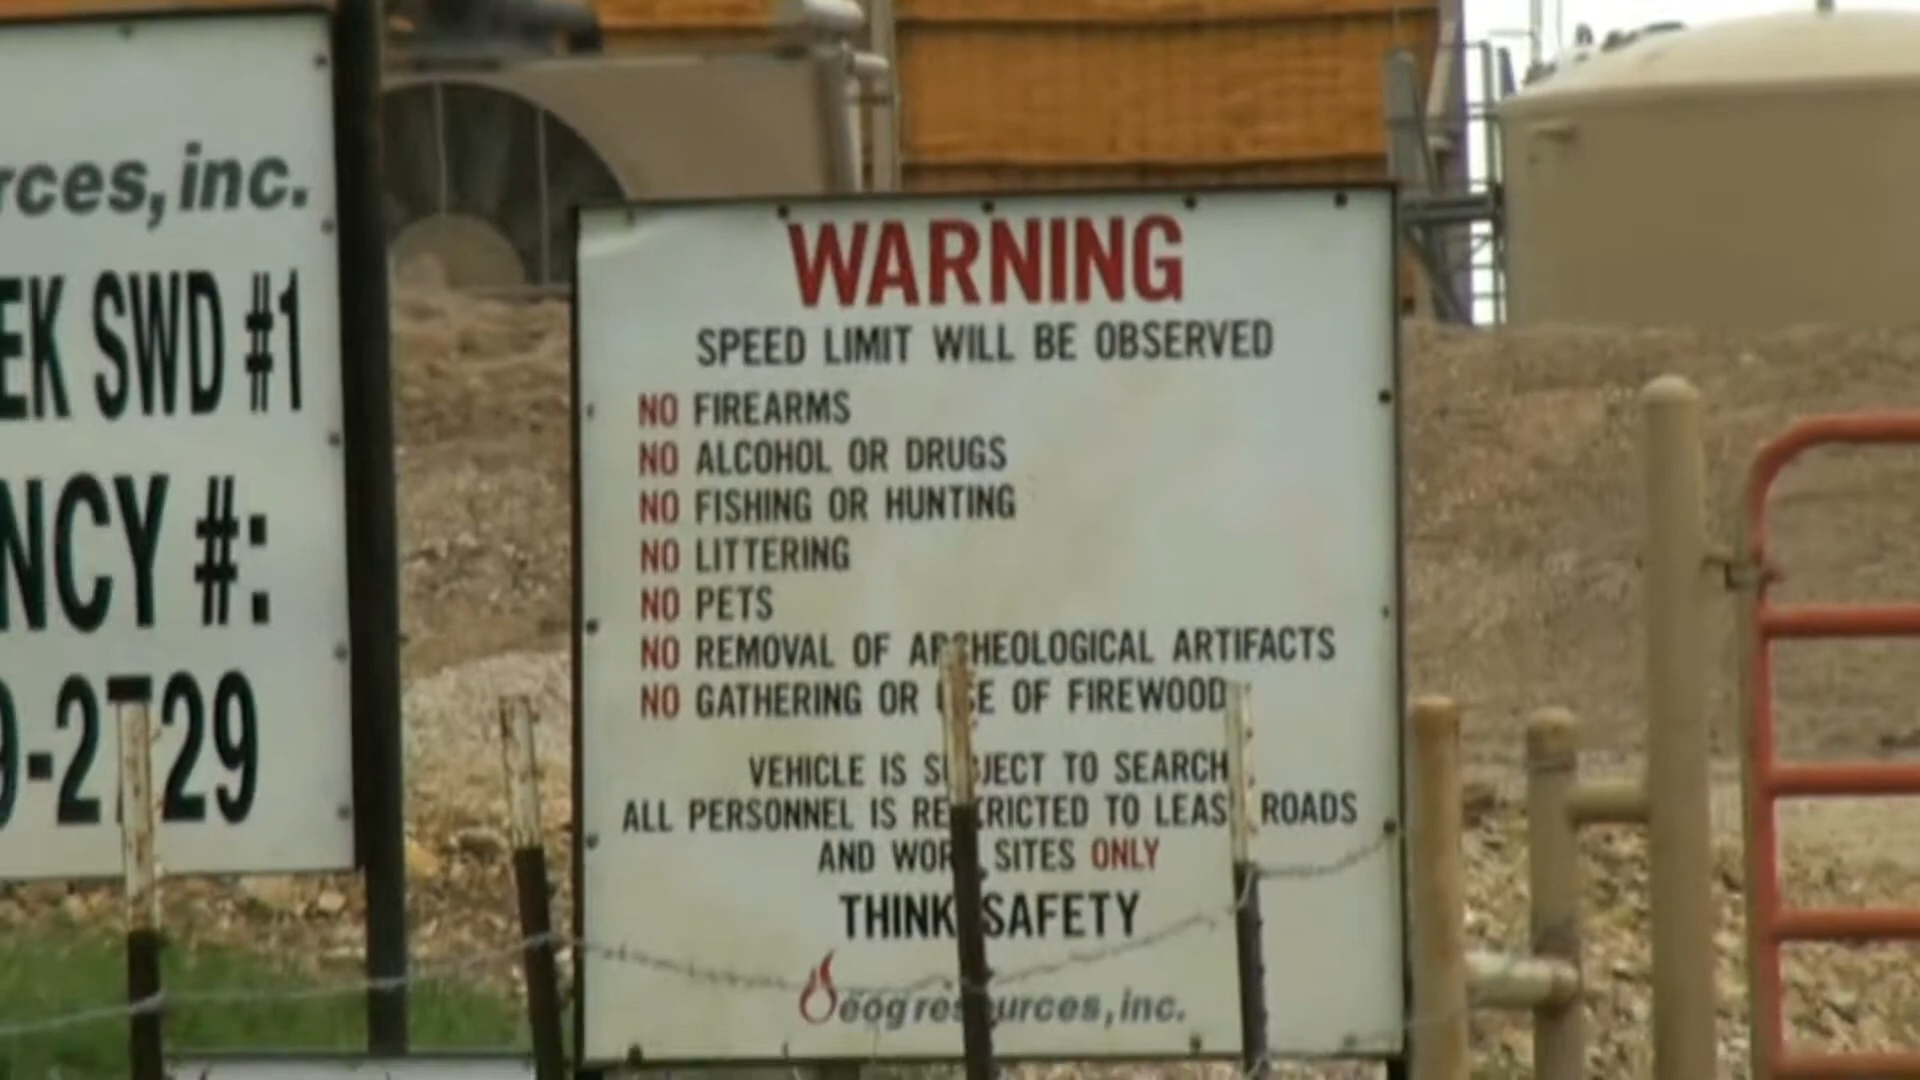 rces, inc.
EK SWD #1
NCY #:
9-2729
WARNING
SPEED LIMIT WILL BE OBSERVED
NO FIREARMS
NO ALCOHOL OR DRUGS
NO FISHING OR HUNTING
NO LITTERING
NO PETS
NO REMOVAL OF ARCHEOLOGICAL ARTIFACTS
NO GATHERING OR USE OF FIREWOOD
VEHICLE IS SUBJECT TO SEARCH
ALL PERSONNEL IS RESTRICTED TO LEASE ROADS
AND WORK SITES ONLY
THINK SAFETY
eog resources, inc.